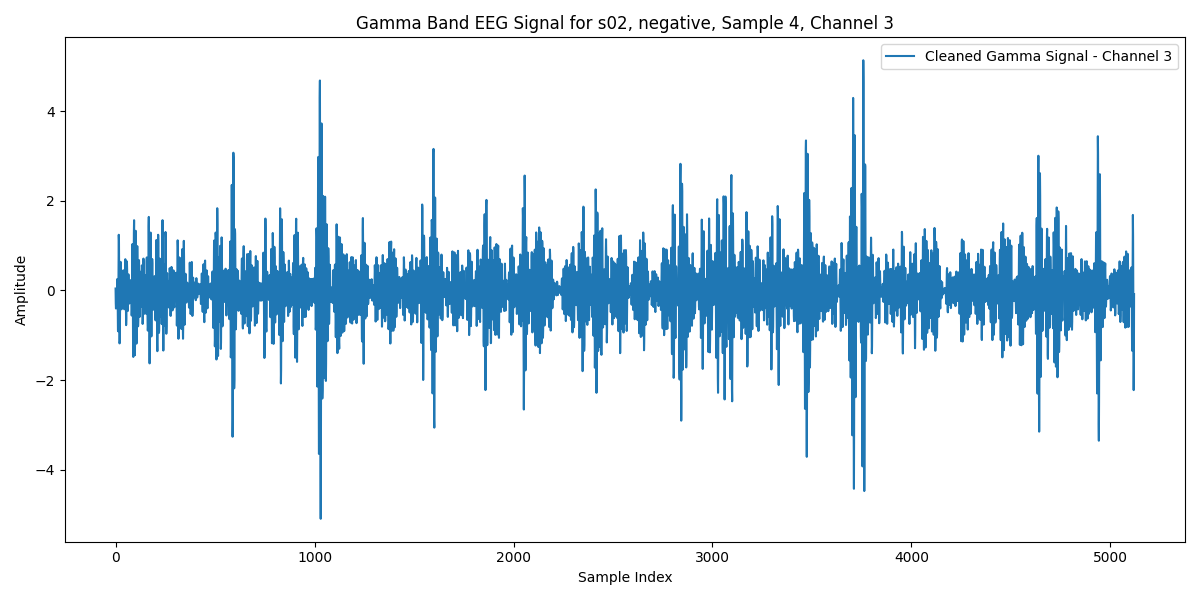 Gamma Band EEG Signal for s02, negative, Sample 4, Channel 3
Cleaned Gamma Signal - Channel 3
Amplitude
4
2
0
−2
−4
0 1000 2000 3000 4000 5000
Sample Index